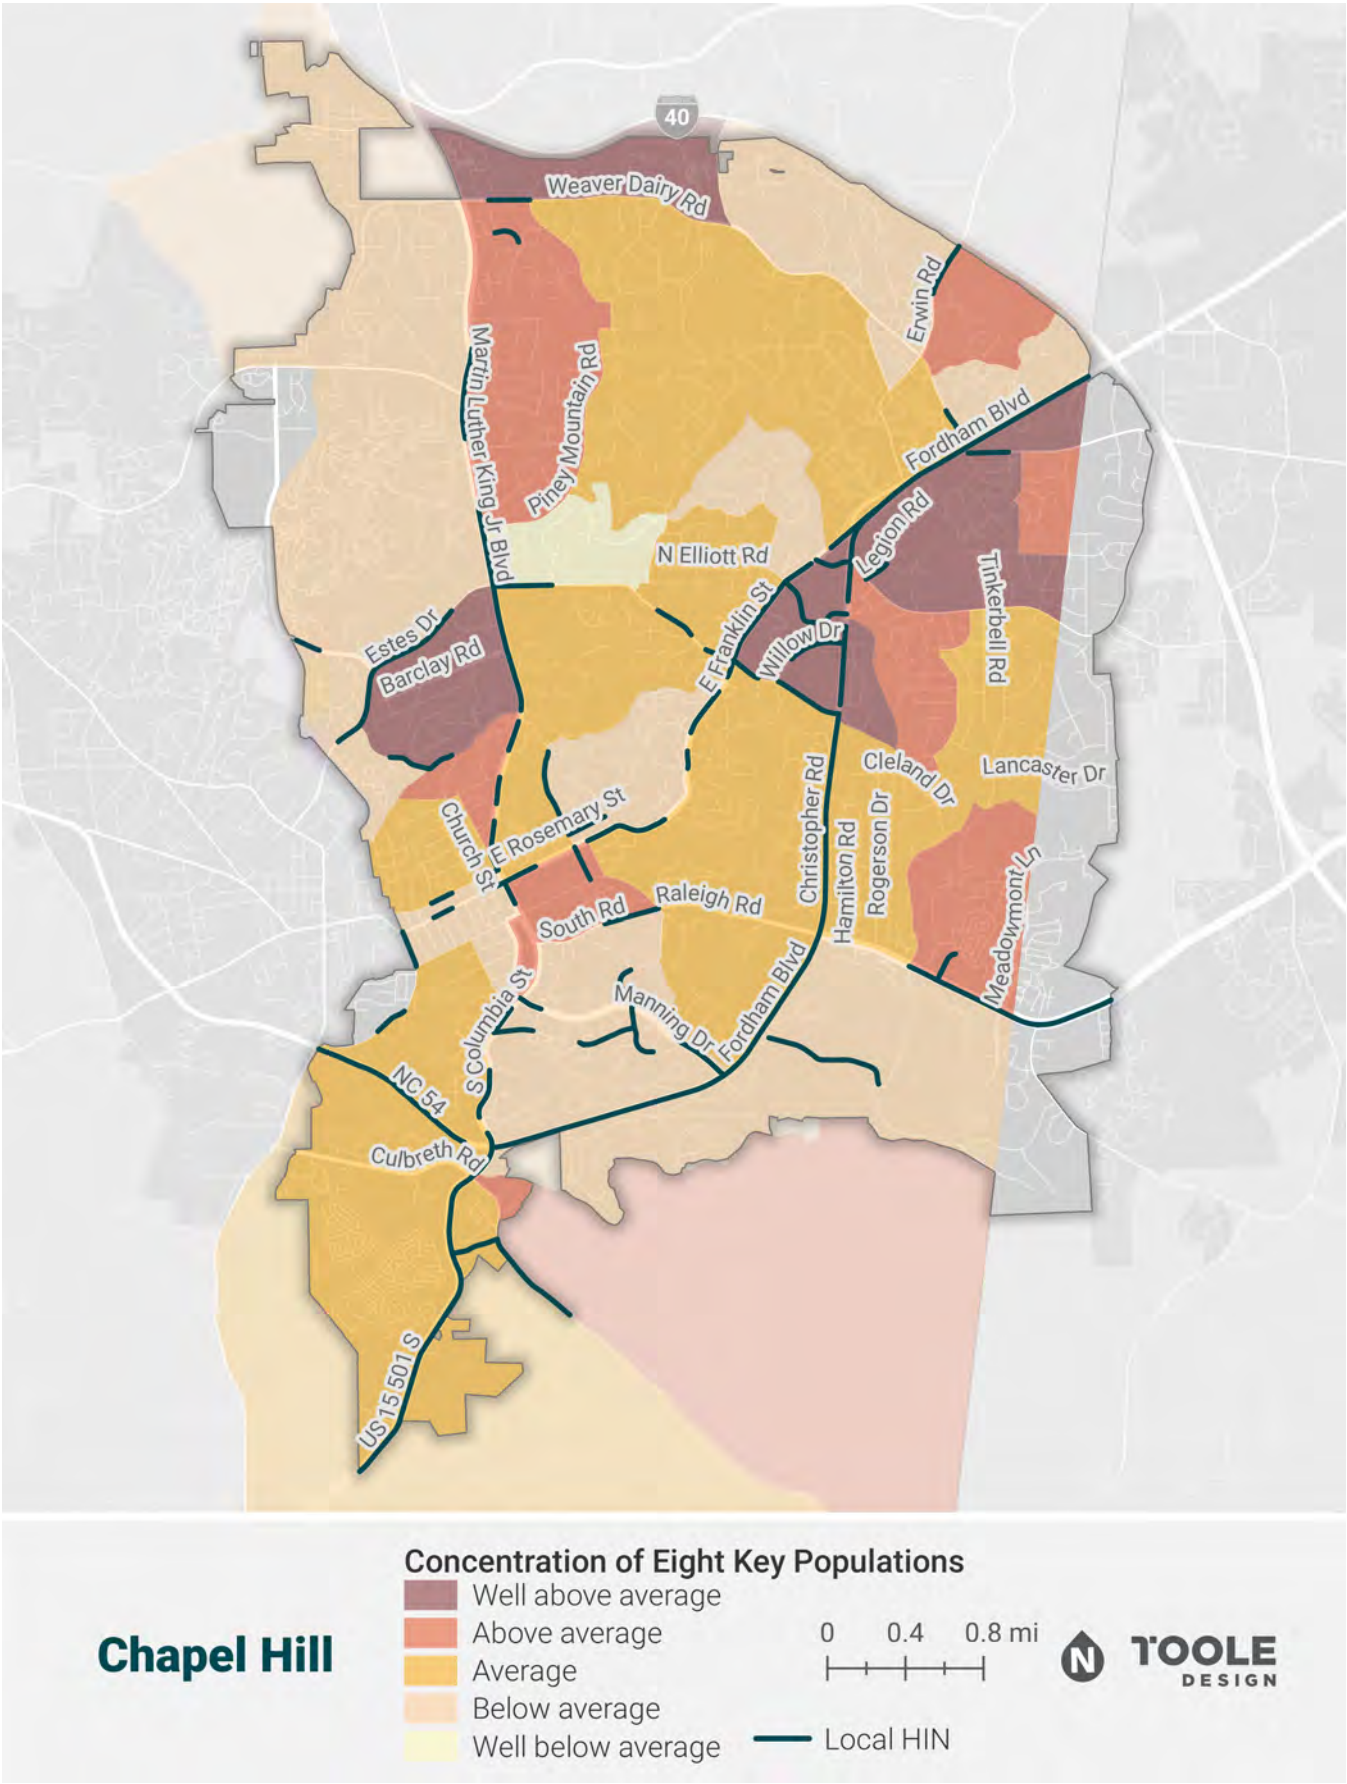 40
Weaver Dairy Rd
Erwin Rd
Martin Luther King Jr Blvd
Piney Mountain Rd
Fordham Blvd
Legion Rd
N Elliott Rd
Tinkerbell Rd
E Franklin St
Willow Dr
Estes Dr
Barclay Rd
Cleland Dr
Lancaster Dr
Christopher Rd
Hamilton Rd
Rogerson Dr
Church St
E Rosemary St
Meadowmont Ln
Raleigh Rd
South Rd
S Columbia St
Manning Dr
Fordham Blvd
NC 54
Culbreth Rd
US 15 501 S
Chapel Hill
Concentration of Eight Key Populations
Well above average
Above average
Average
Below average
Well below average
0 0.4 0.8 mi
Local HIN
N
TOOLE
DESIGN